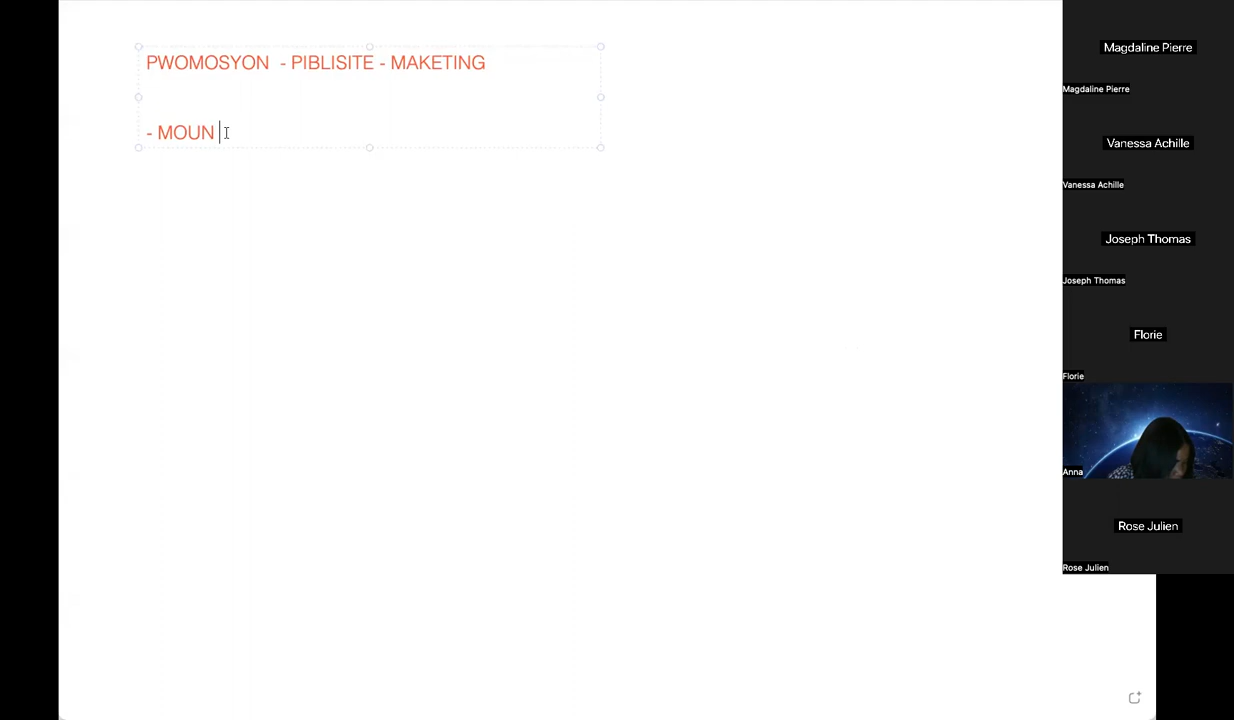 PWOMOSYON - PIBLISITE - MAKETING
- MOUN
Magdaline Pierre
Magdaline Pierre
Vanessa Achille
Vanessa Achille
Joseph Thomas
Joseph Thomas
Florie
Florie
Anna
Rose Julien
Rose Julien